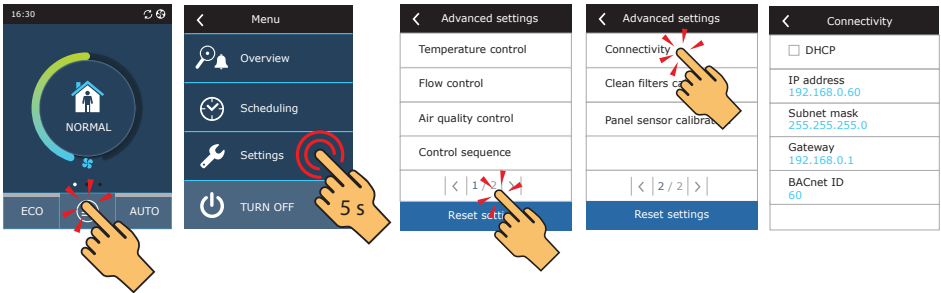 16:30
NORMAL
ECO
AUTO
Menu
Overview
Scheduling
Settings
TURN OFF
5 s
Advanced settings
Temperature control
Flow control
Air quality control
Control sequence
1 / 2
Reset
Advanced settings
Connectivity
Clean filters
Panel sensor
2 / 2
Reset settings
Connectivity
DHCP
IP address
192.168.0.60
Subnet mask
255.255.255.0
Gateway
192.168.0.1
BACnet ID
60